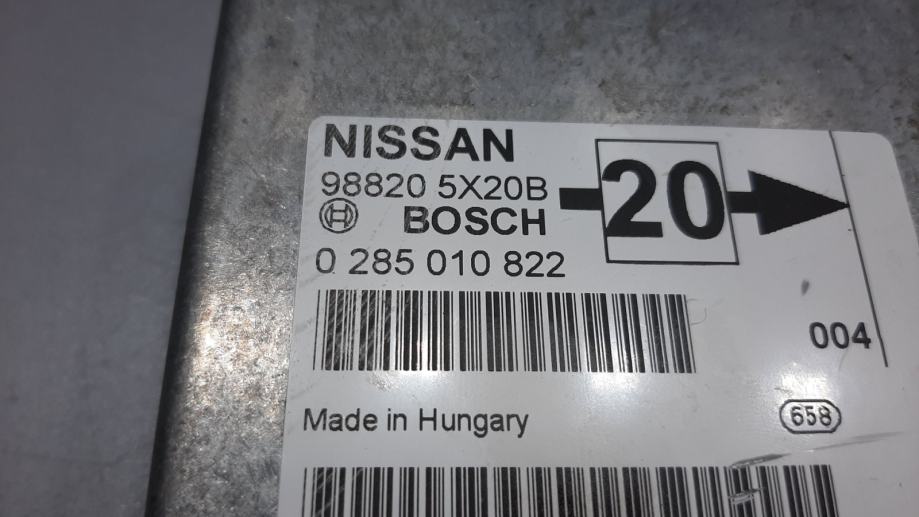 NISSAN
98820 5X20B
20
BOSCH
0 285 010 822
004
Made in Hungary
658